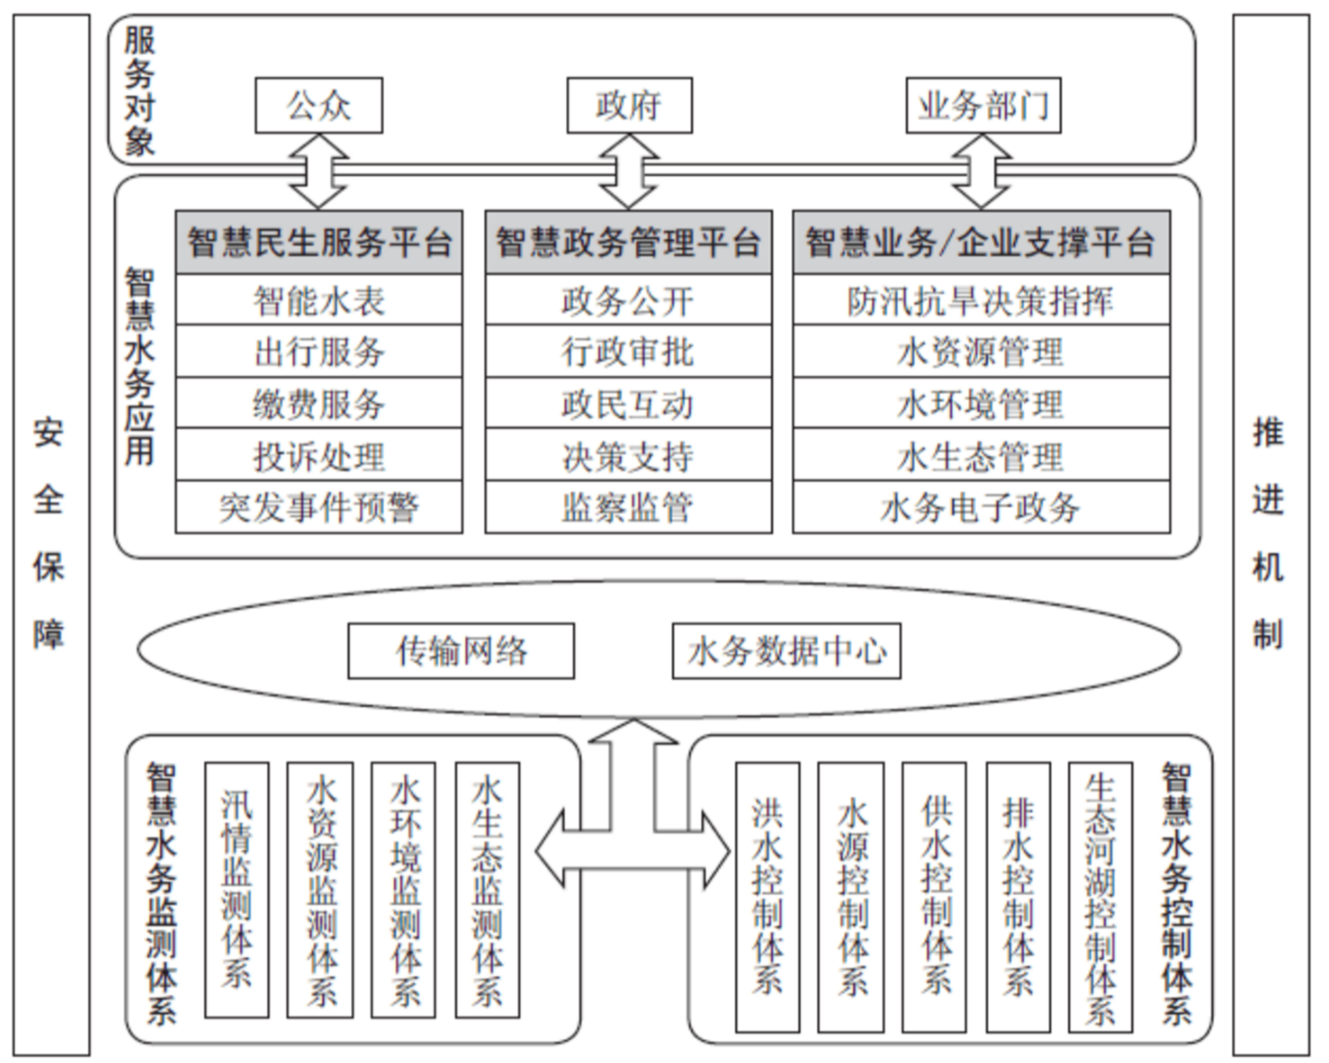 安全保障
服务对象
公众
政府
业务部门
智慧水务应用
智慧民生服务平台
智能水表
出行服务
缴费服务
投诉处理
突发事件预警
智慧政务管理平台
政务公开
行政审批
政民互动
决策支持
监察监管
智慧业务/企业支撑平台
防汛抗旱决策指挥
水资源管理
水环境管理
水生态管理
水务电子政务
传输网络
水务数据中心
智慧水务监测体系
汛情监测体系
水资源监测体系
水环境监测体系
水生态监测体系
洪水控制体系
水源控制体系
供水控制体系
排水控制体系
生态河湖控制体系
智慧水务控制体系
推进机制